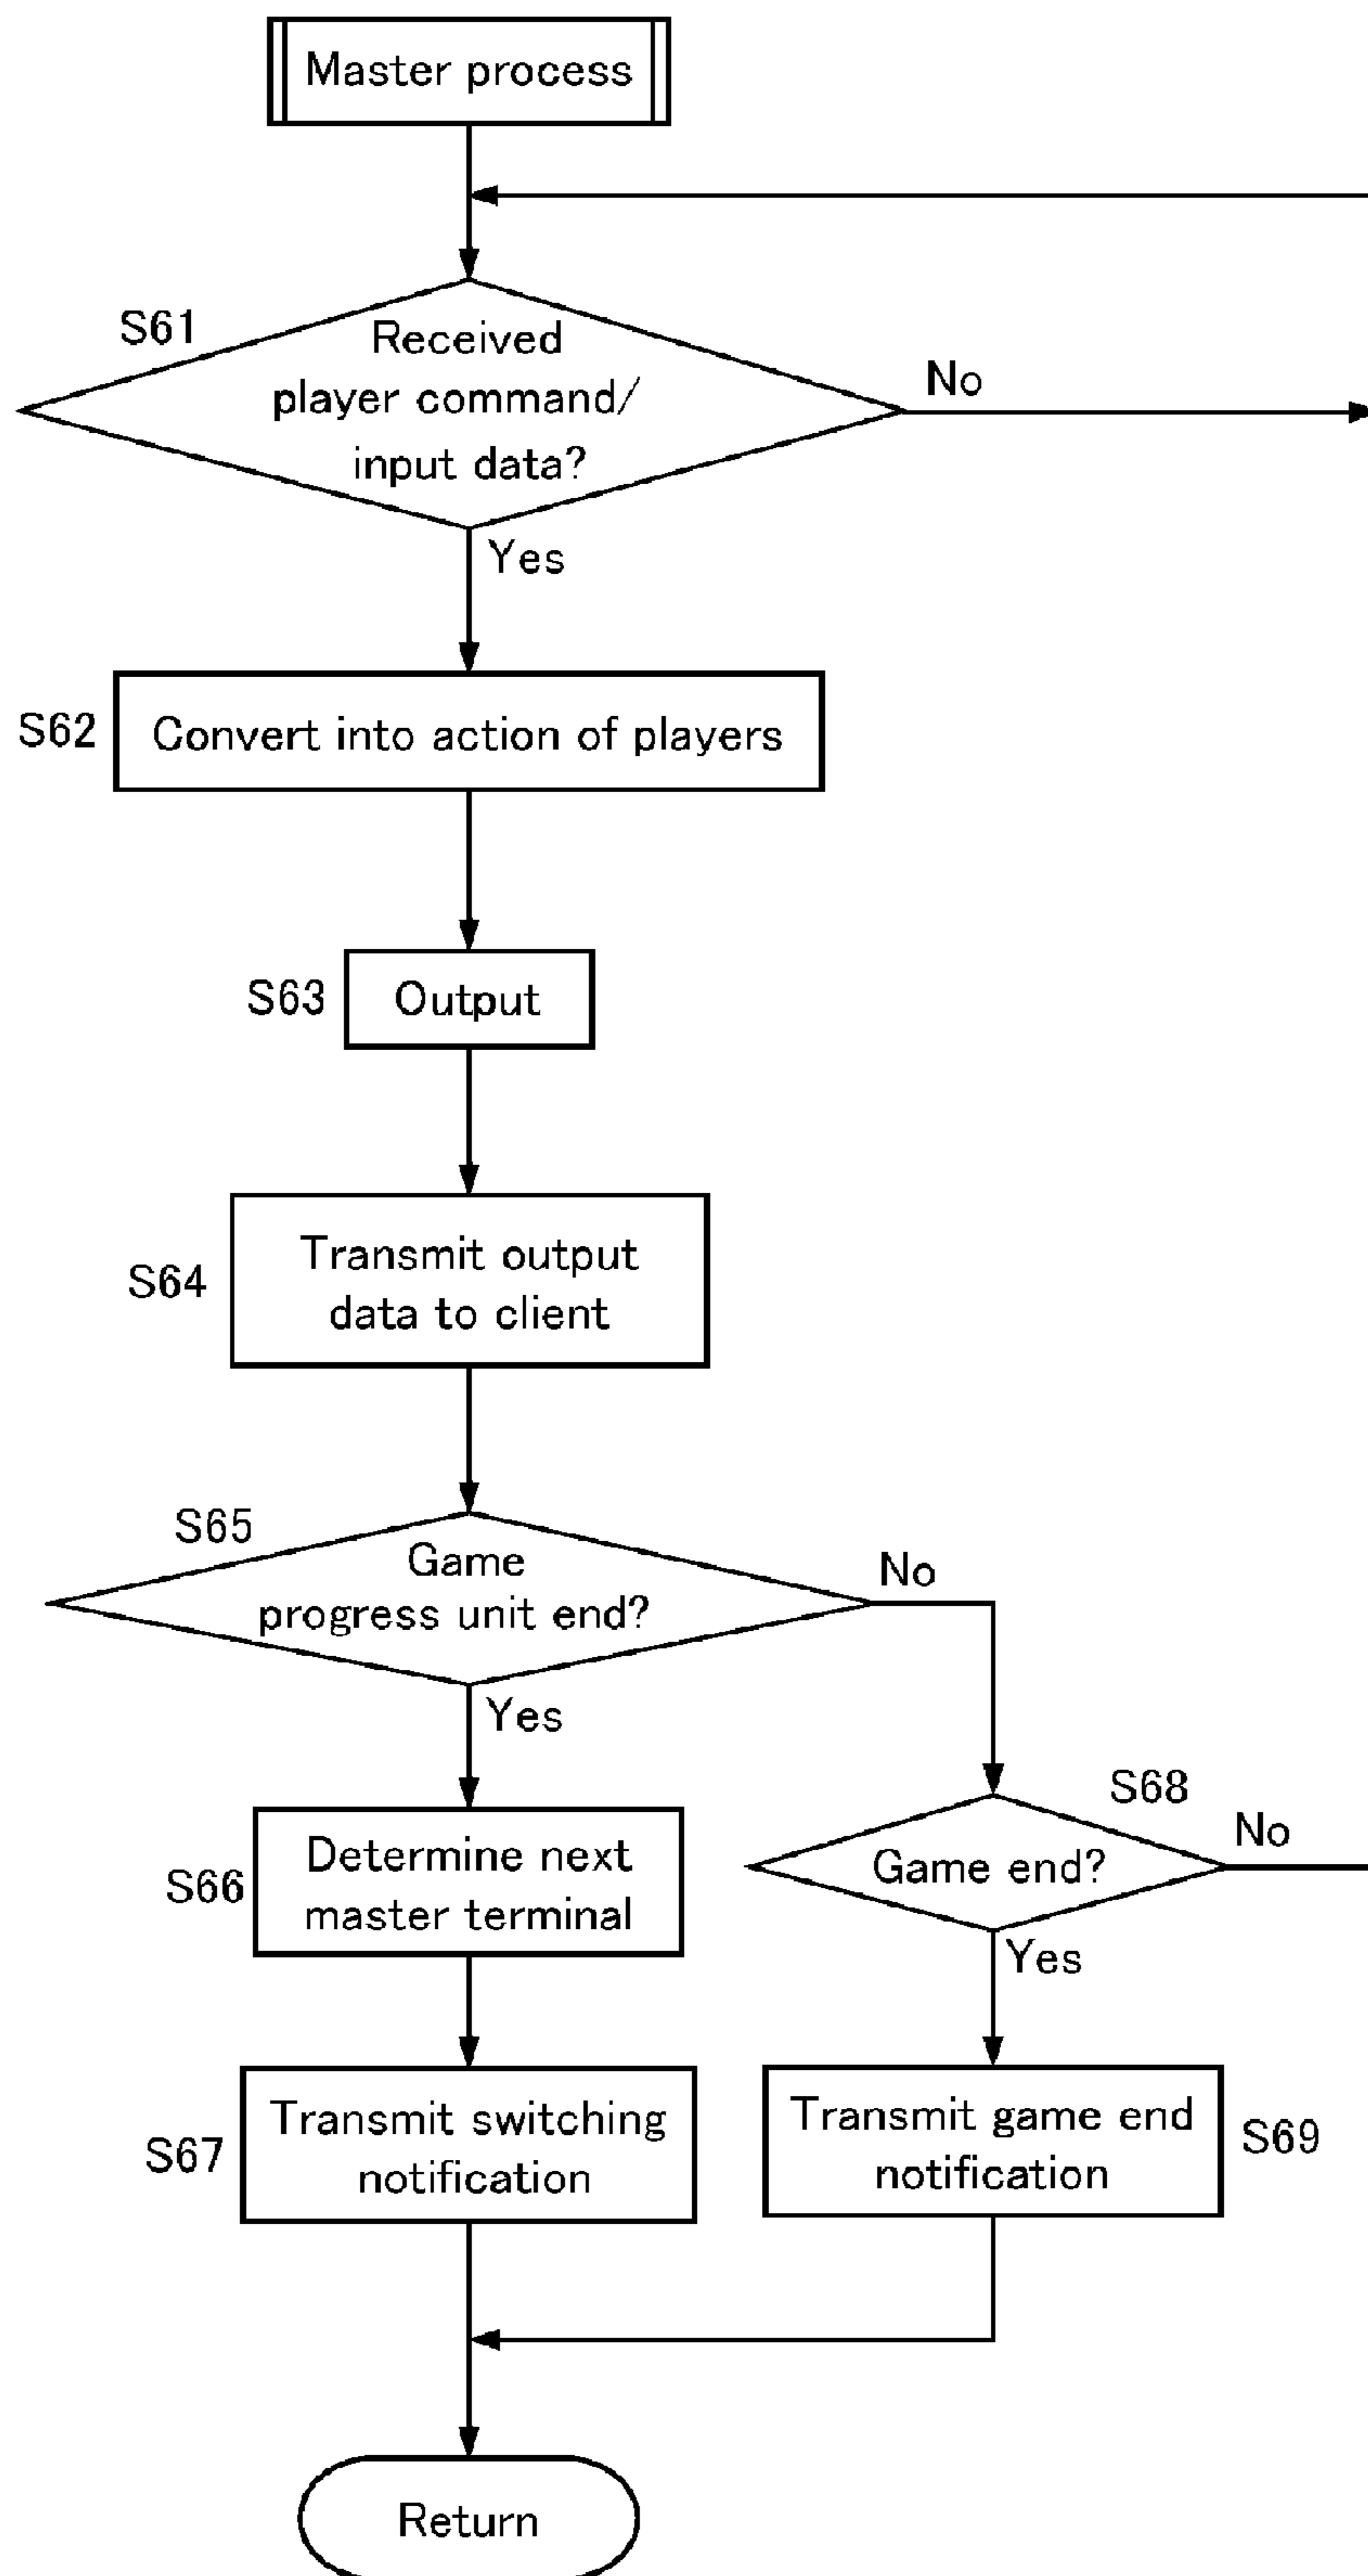 Master process
S61
Received
player command/
input data?
No
Yes
S62
Convert into action of players
S63
Output
S64
Transmit output
data to client
S65
Game
progress unit end?
No
Yes
S66
Determine next
master terminal
S68
Game end?
No
Yes
S67
Transmit switching
notification
Transmit game end
notification
S69
Return